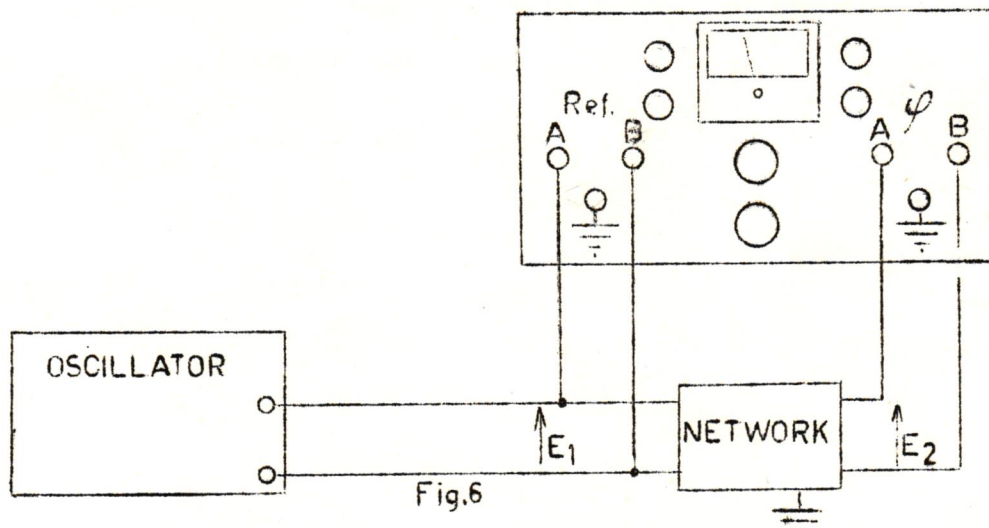 Ref.
A B
A φ B
OSCILLATOR
E1
NETWORK
E2
Fig.6